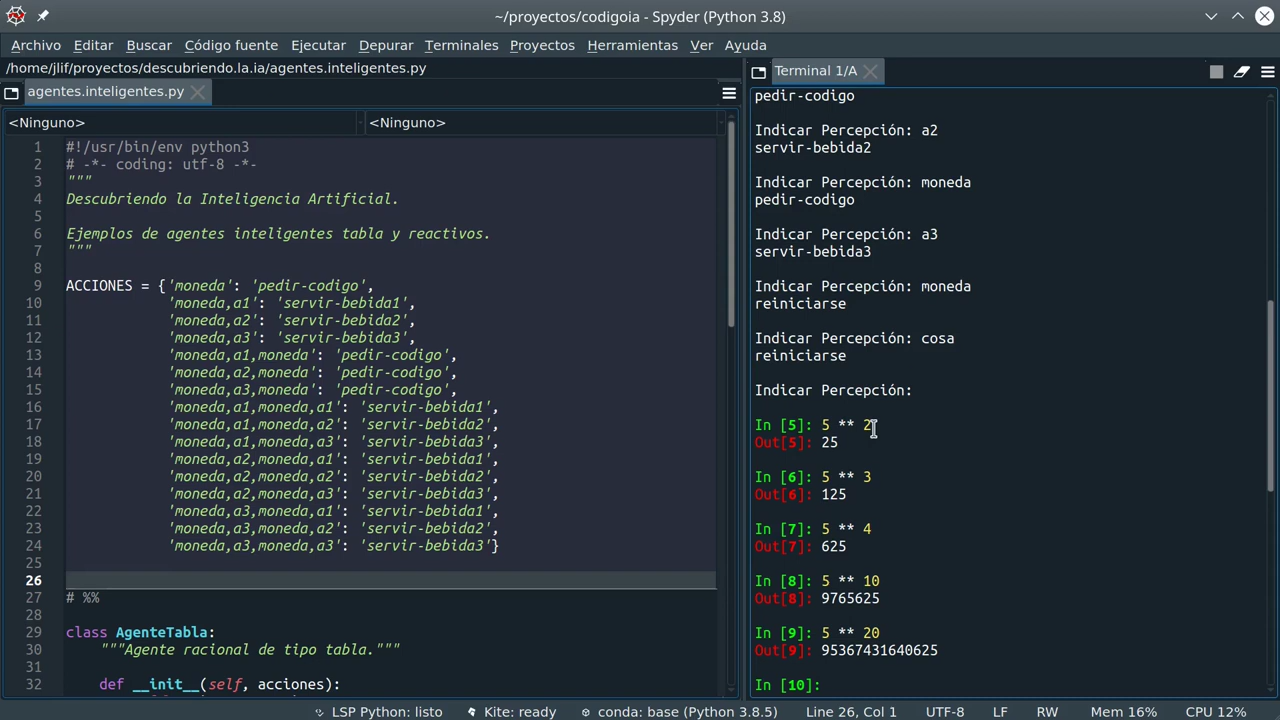 ~/proyectos/codigoia - Spyder (Python 3.8)
Archivo Editar Buscar Código fuente Ejecutar Depurar Terminales Proyectos Herramientas Ver Ayuda
/home/jlif/proyectos/descubriendo.la.ia/agentes.inteligentes.py
agentes.inteligentes.py
<Ninguno> <Ninguno>
1 #!/usr/bin/env python3
2 # -*- coding: utf-8 -*-
3 """
4 Descubriendo la Inteligencia Artificial.
5
6 Ejemplos de agentes inteligentes tabla y reactivos.
7 """
8
9 ACCIONES = {'moneda': 'pedir-codigo',
10 'moneda,a1': 'servir-bebida1',
11 'moneda,a2': 'servir-bebida2',
12 'moneda,a3': 'servir-bebida3',
13 'moneda,a1,moneda': 'pedir-codigo',
14 'moneda,a2,moneda': 'pedir-codigo',
15 'moneda,a3,moneda': 'pedir-codigo',
16 'moneda,a1,moneda,a1': 'servir-bebida1',
17 'moneda,a1,moneda,a2': 'servir-bebida2',
18 'moneda,a1,moneda,a3': 'servir-bebida3',
19 'moneda,a2,moneda,a1': 'servir-bebida1',
20 'moneda,a2,moneda,a2': 'servir-bebida2',
21 'moneda,a2,moneda,a3': 'servir-bebida3',
22 'moneda,a3,moneda,a1': 'servir-bebida1',
23 'moneda,a3,moneda,a2': 'servir-bebida2',
24 'moneda,a3,moneda,a3': 'servir-bebida3'}
25
26
27 # %%
28
29 class AgenteTabla:
30 """Agente racional de tipo tabla."""
31
32 def __init__(self, acciones):
Terminal 1/A
pedir-codigo
Indicar Percepción: a2
servir-bebida2
Indicar Percepción: moneda
pedir-codigo
Indicar Percepción: a3
servir-bebida3
Indicar Percepción: moneda
reiniciarse
Indicar Percepción: cosa
reiniciarse
Indicar Percepción:
In [5]: 5 ** 2
Out[5]: 25
In [6]: 5 ** 3
Out[6]: 125
In [7]: 5 ** 4
Out[7]: 625
In [8]: 5 ** 10
Out[8]: 9765625
In [9]: 5 ** 20
Out[9]: 95367431640625
In [10]:
LSP Python: listo Kite: ready conda: base (Python 3.8.5) Line 26, Col 1 UTF-8 LF RW Mem 16% CPU 12%